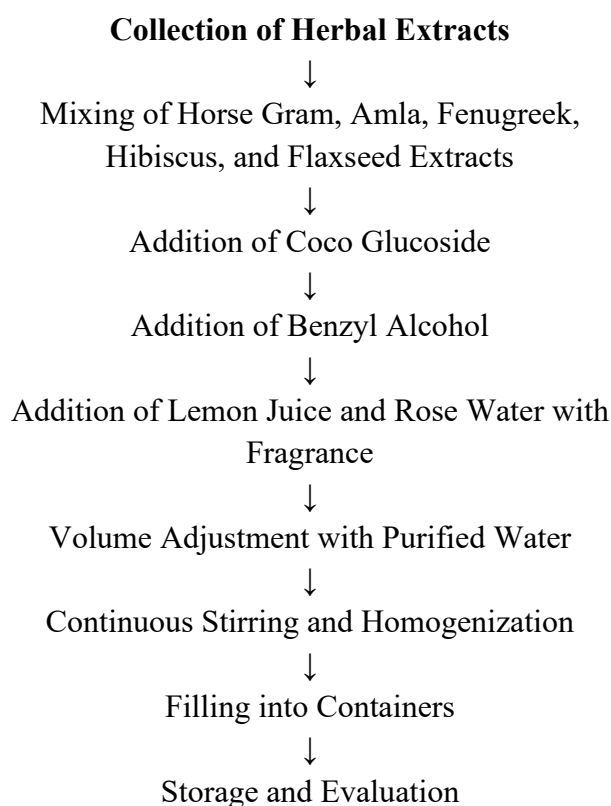 Collection of Herbal Extracts
↓
Mixing of Horse Gram, Amla, Fenugreek,
Hibiscus, and Flaxseed Extracts
↓
Addition of Coco Glucoside
↓
Addition of Benzyl Alcohol
↓
Addition of Lemon Juice and Rose Water with
Fragrance
↓
Volume Adjustment with Purified Water
↓
Continuous Stirring and Homogenization
↓
Filling into Containers
↓
Storage and Evaluation